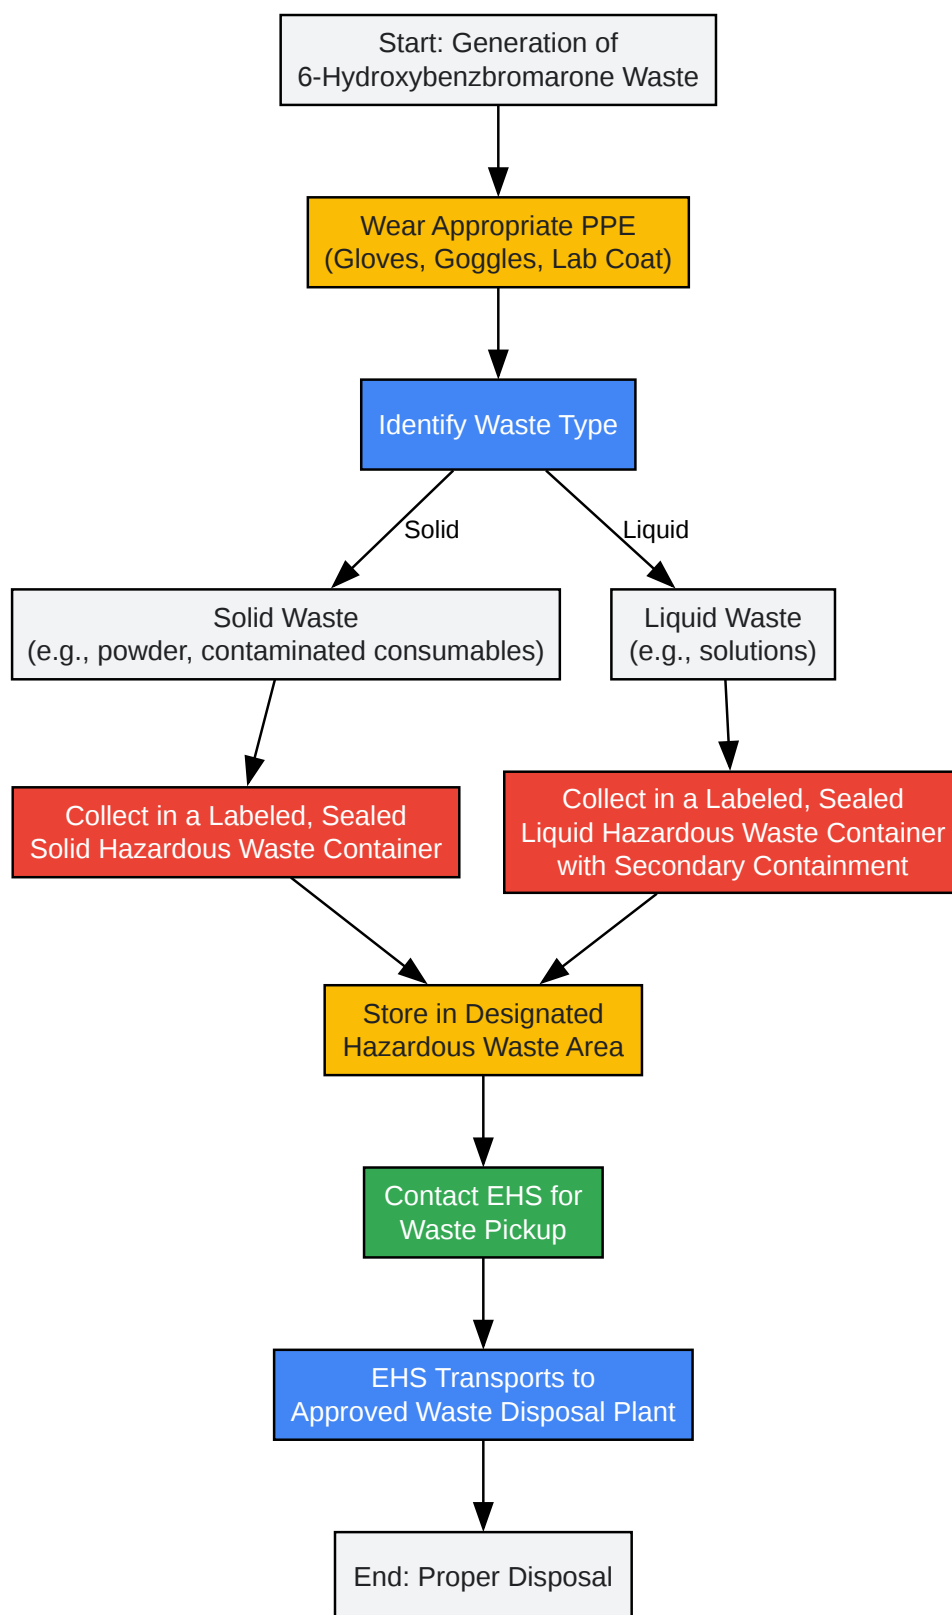 Start: Generation of
6-Hydroxybenzbromarone Waste
Wear Appropriate PPE
(Gloves, Goggles, Lab Coat)
Identify Waste Type
Solid
Liquid
Solid Waste
(e.g., powder, contaminated consumables)
Liquid Waste
(e.g., solutions)
Collect in a Labeled, Sealed
Solid Hazardous Waste Container
Collect in a Labeled, Sealed
Liquid Hazardous Waste Container
with Secondary Containment
Store in Designated
Hazardous Waste Area
Contact EHS for
Waste Pickup
EHS Transports to
Approved Waste Disposal Plant
End: Proper Disposal